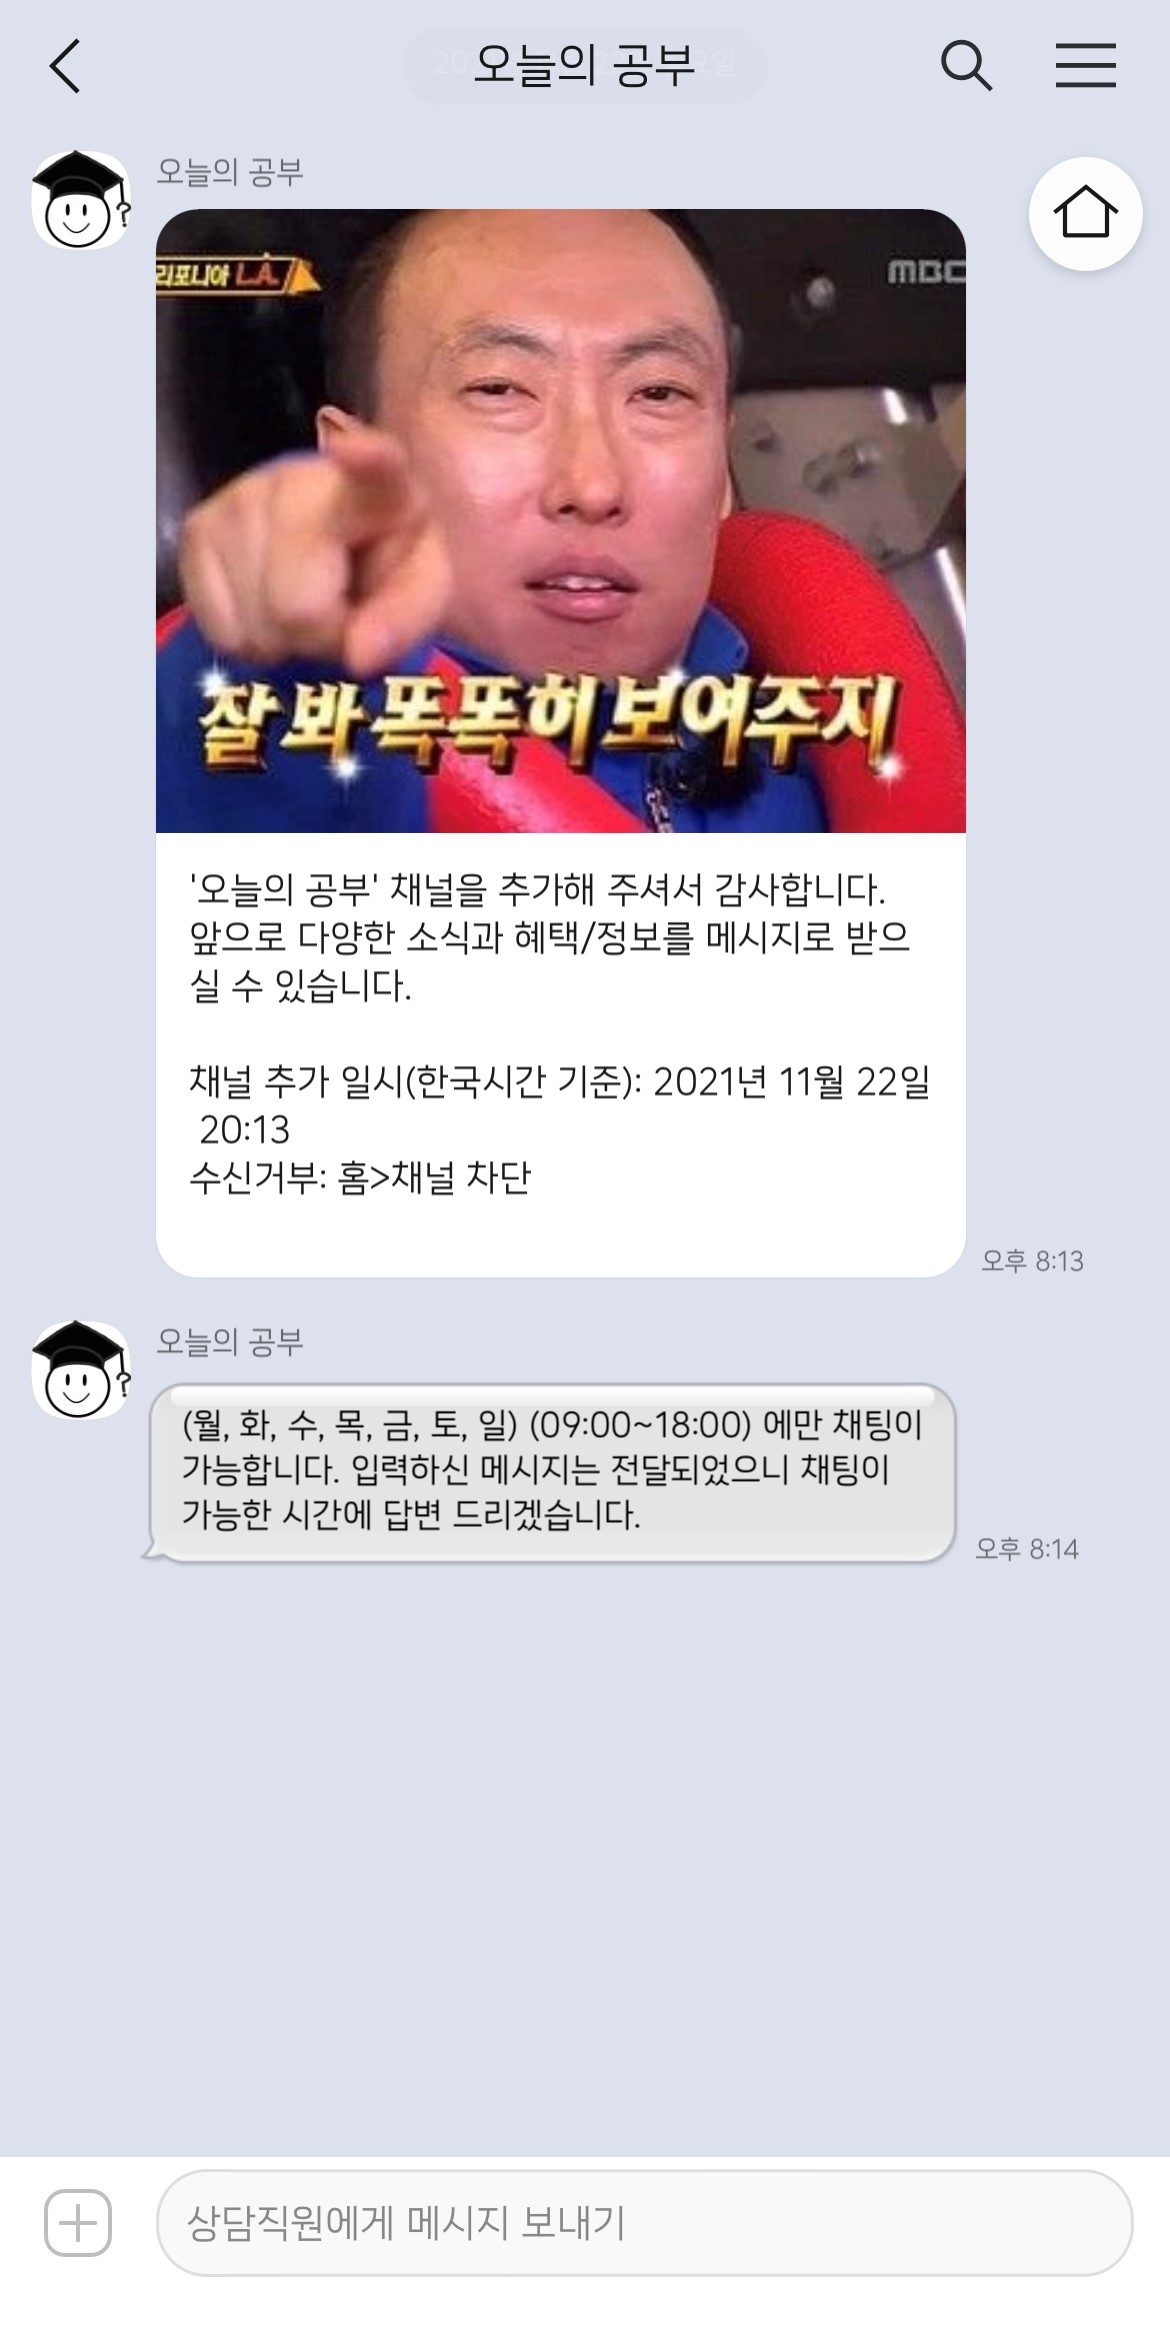 오늘의 공부
오늘의 공부
리포니아 L.A.
MBC
잘 봐 똑똑히 보여주지
'오늘의 공부' 채널을 추가해 주셔서 감사합니다.
앞으로 다양한 소식과 혜택/정보를 메시지로 받으
실 수 있습니다.
채널 추가 일시(한국시간 기준): 2021년 11월 22일
20:13
수신거부: 홈>채널 차단
오후 8:13
오늘의 공부
(월, 화, 수, 목, 금, 토, 일) (09:00~18:00) 에만 채팅이
가능합니다. 입력하신 메시지는 전달되었으니 채팅이
가능한 시간에 답변 드리겠습니다.
오후 8:14
상담직원에게 메시지 보내기